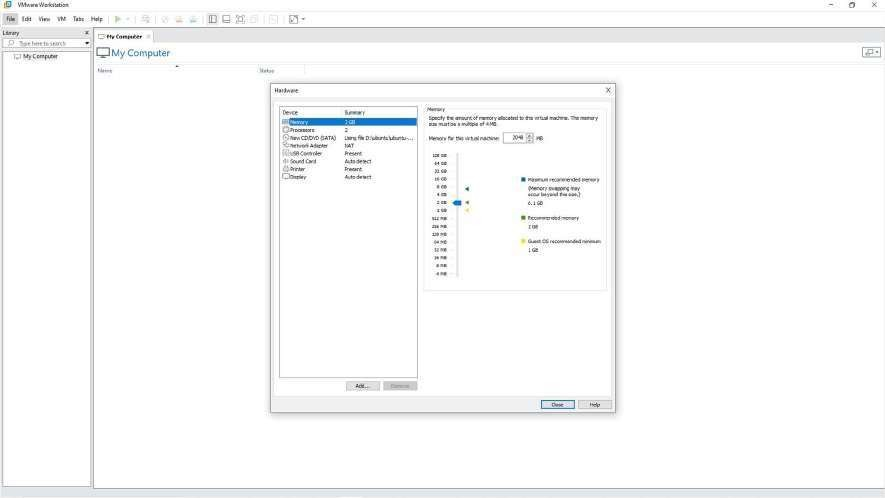 VMware Workstation
File Edit View VM Tabs Help
Library
Type here to search
My Computer
My Computer
My Computer
Name Status
Hardware
Device Summary
Memory 2 GB
Processors 2
New CD/DVD (SATA) Using file D:\ubuntu\ubuntu-...
Network Adapter NAT
USB Controller Present
Sound Card Auto detect
Printer Present
Display Auto detect
Add...
Remove
Memory
Specify the amount of memory allocated to this virtual machine. The memory
size must be a multiple of 4 MB.
Memory for this virtual machine: 2048 MB
128 GB
64 GB
32 GB
16 GB
8 GB
4 GB
2 GB
1 GB
512 MB
256 MB
128 MB
64 MB
32 MB
16 MB
8 MB
4 MB
Maximum recommended memory
(Memory swapping may
occur beyond this size.)
6.1 GB
Recommended memory
2 GB
Guest OS recommended minimum
1 GB
Close
Help